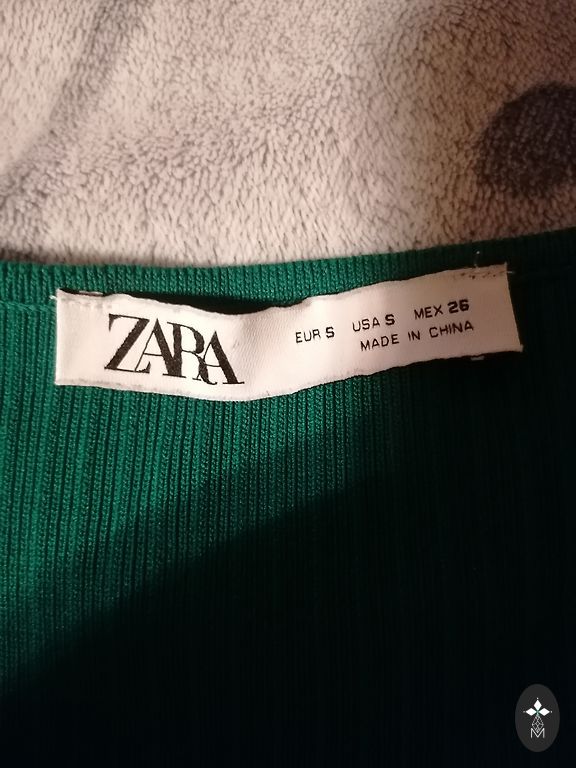 ZARA
EUR S USA S MEX 26
MADE IN CHINA
M